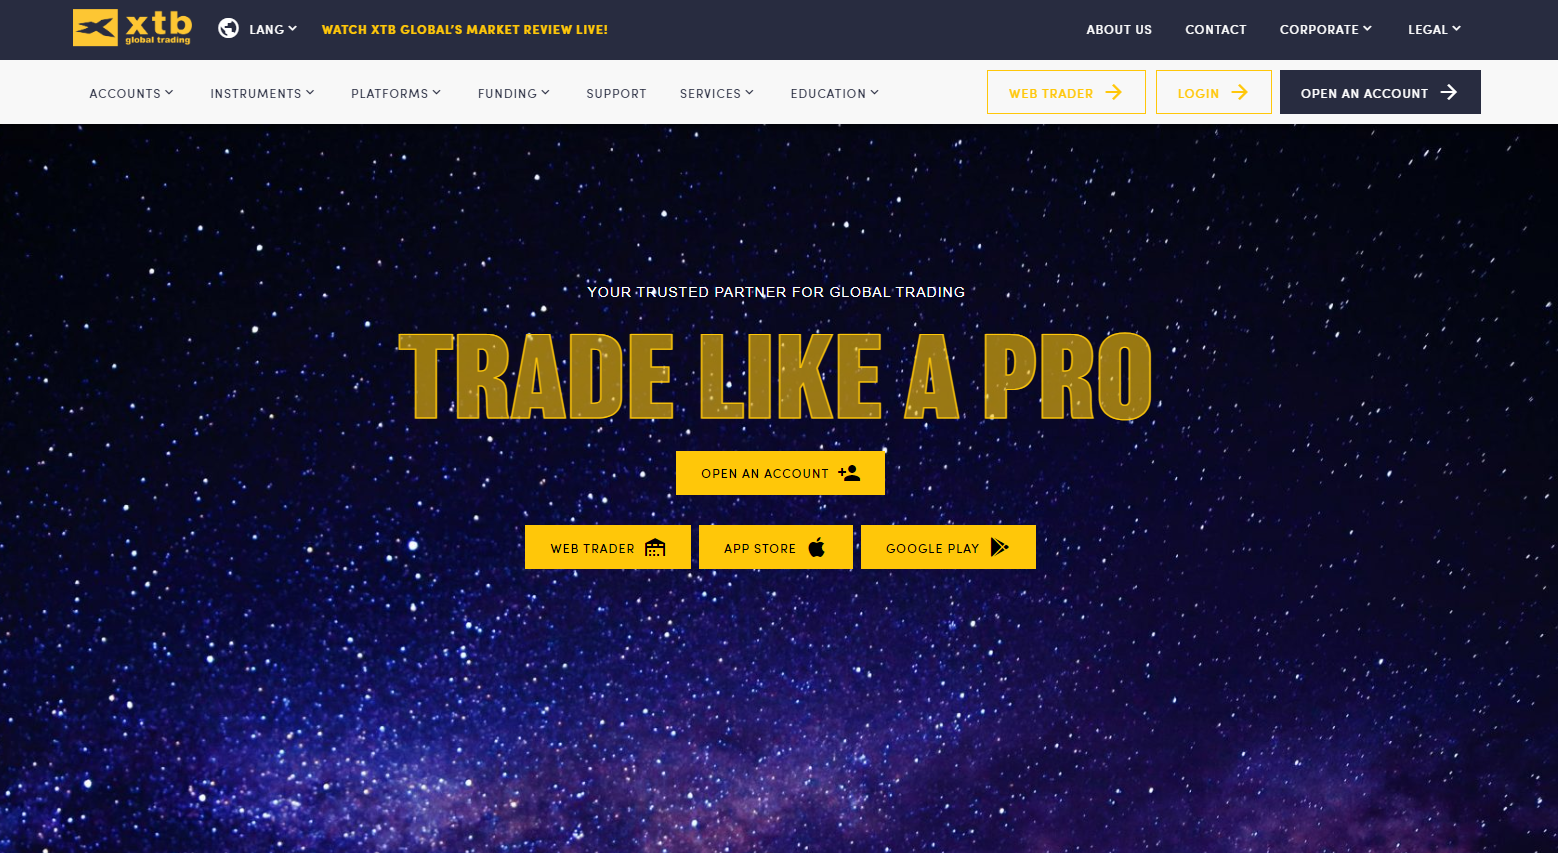 xtb
global trading
LANG
WATCH XTB GLOBAL'S MARKET REVIEW LIVE!
ABOUT US
CONTACT
CORPORATE
LEGAL
ACCOUNTS
INSTRUMENTS
PLATFORMS
FUNDING
SUPPORT
SERVICES
EDUCATION
WEB TRADER
LOGIN
OPEN AN ACCOUNT
YOUR TRUSTED PARTNER FOR GLOBAL TRADING
TRADE LIKE A PRO
OPEN AN ACCOUNT
WEB TRADER
APP STORE
GOOGLE PLAY